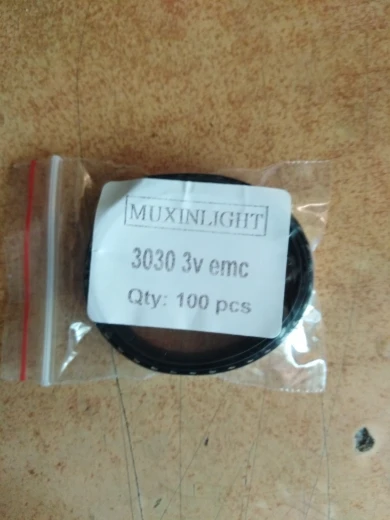 MUXINLIGHT
3030 3v emc
Qty: 100 pcs